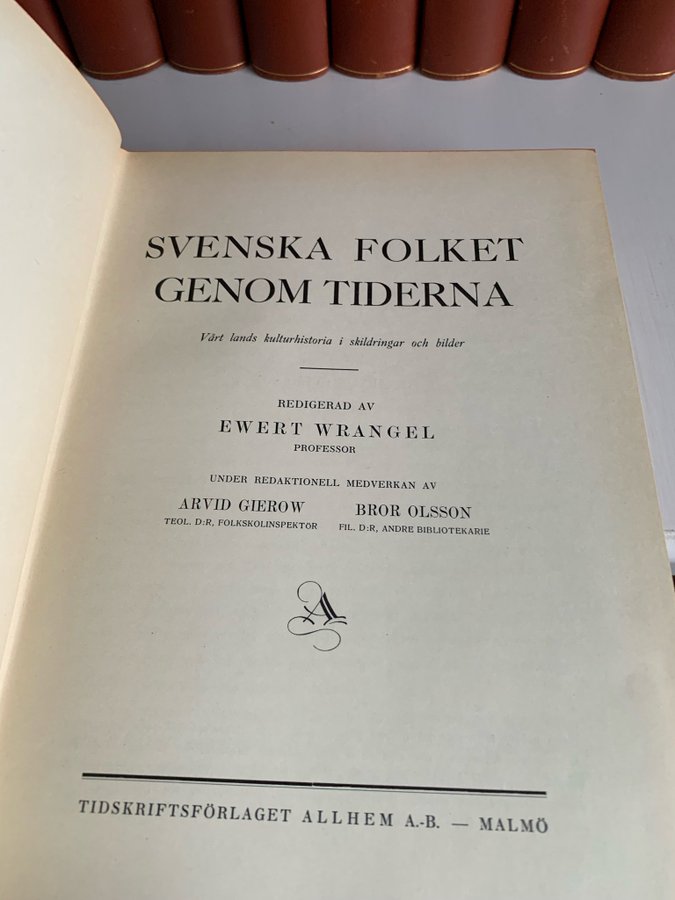 SVENSKA FOLKET
GENOM TIDERNA
Vårt lands kulturhistoria i skildringar och bilder
REDIGERAD AV
EWERT WRANGEL
PROFESSOR
UNDER REDAKTIONELL MEDVERKAN AV
ARVID GIEROW
TEOL. D:R, FOLKSKOLINSPEKTÖR
BROR OLSSON
FIL. D:R, ANDRE BIBLIOTEKARIE
A
TIDSKRIFTSFÖRLAGET ALLHEM A.-B. — MALMÖ